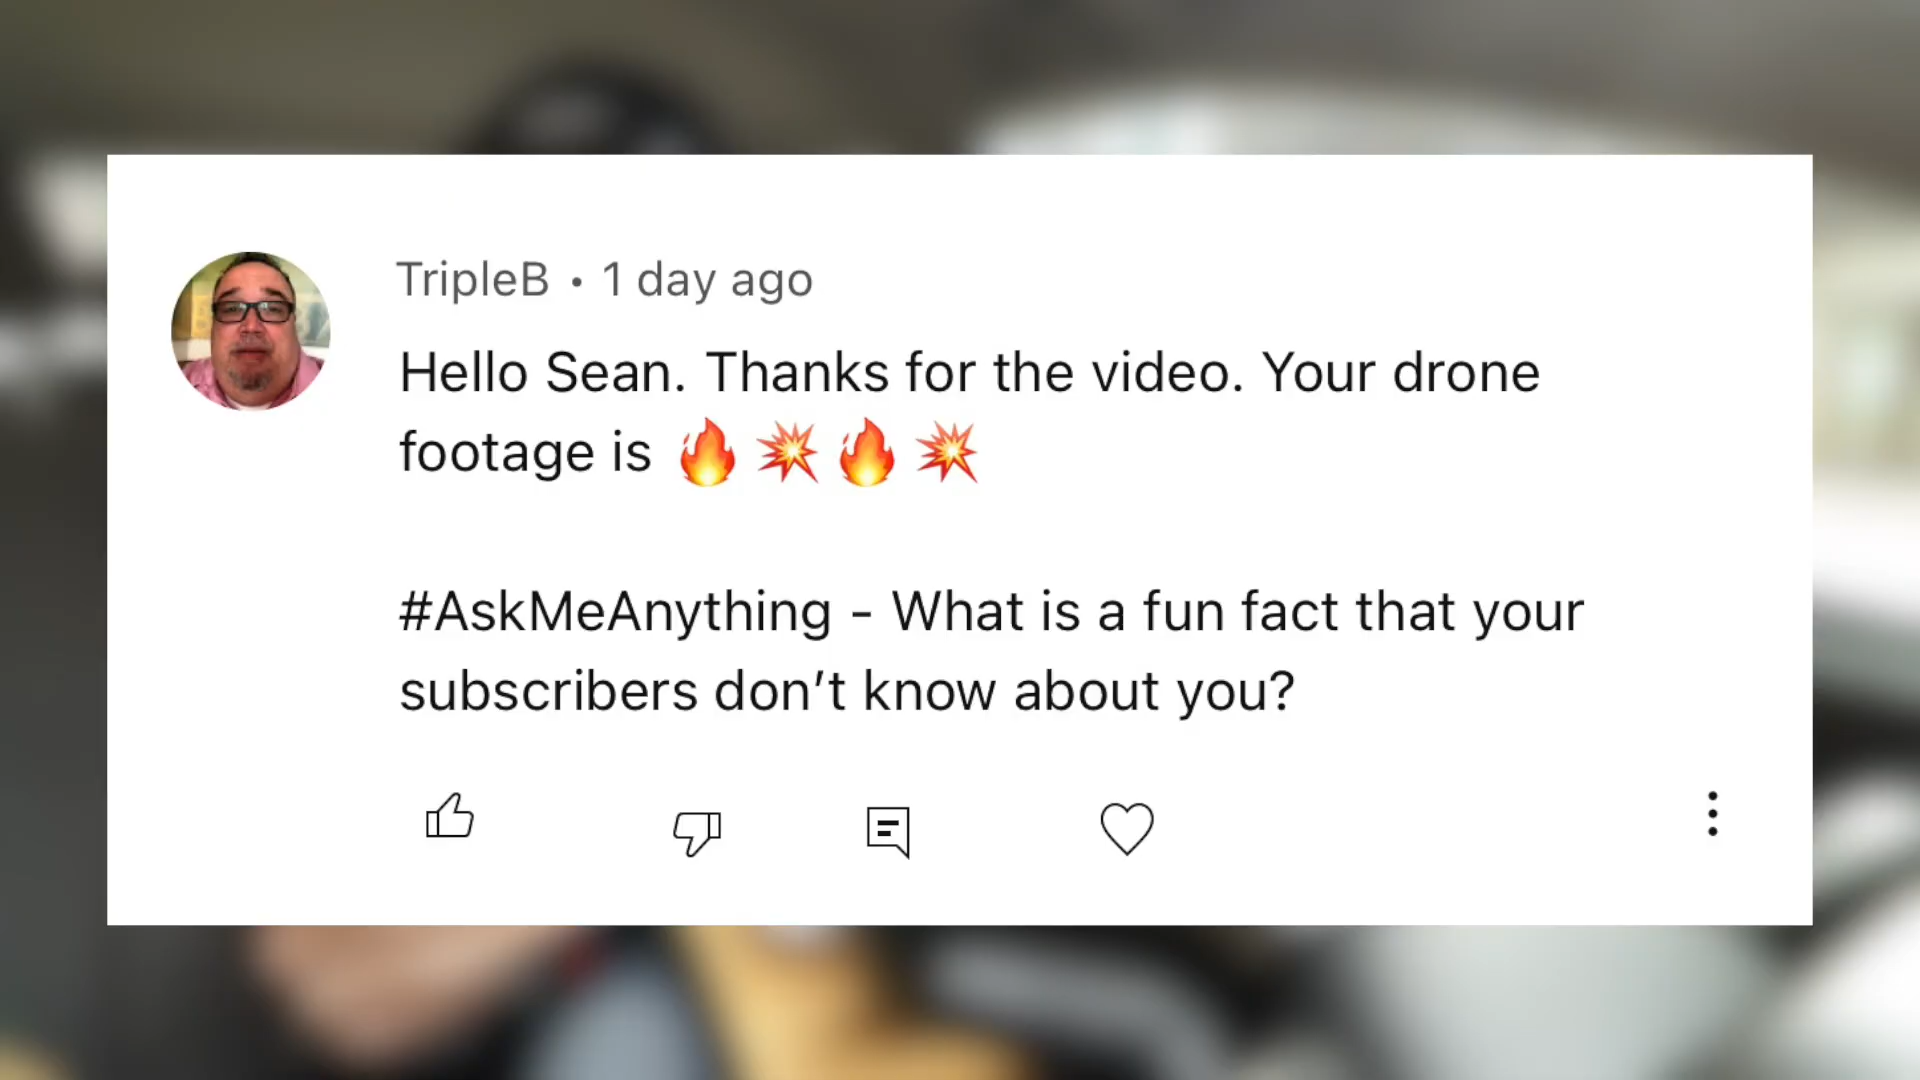 TripleB • 1 day ago
Hello Sean. Thanks for the video. Your drone
footage is 🔥💥🔥💥
#AskMeAnything - What is a fun fact that your
subscribers don’t know about you?